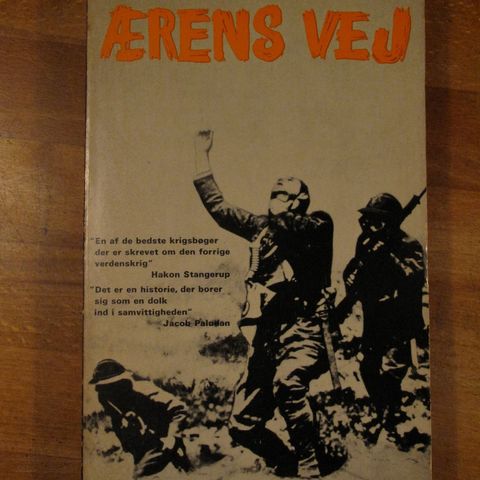 ÆRENS VEJ
"En af de bedste krigsbøger
der er skrevet om den forrige
verdenskrig"
Hakon Stangerup
"Det er en historie, der borer
sig som en dolk
ind i samvittigheden"
Jacob Paludan